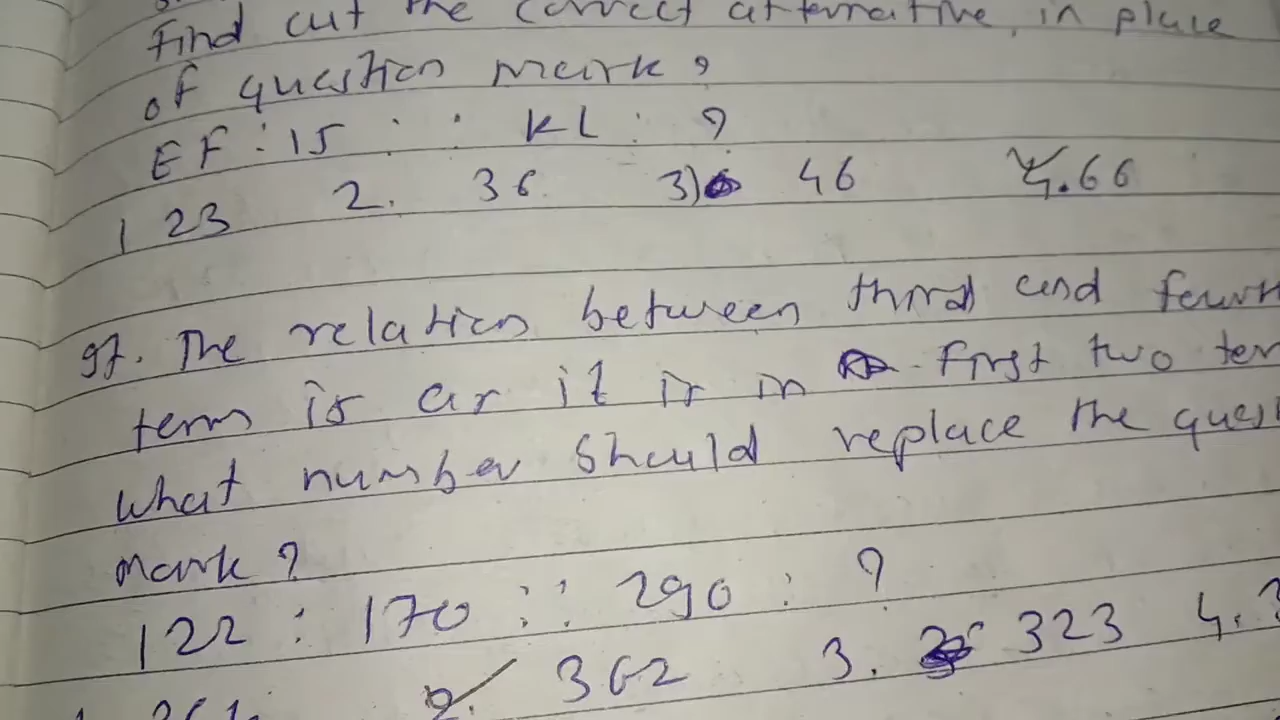 Find out the correct alternative, in place
of question mark?
EF : 15 : : KL : ?
1 23 2. 36 3) 46 4. 66
97. The relation between third and fourth
term is as it is in First two ter
What number should replace the quest
Mark ?
122 : 170 :: 290 : ?
2. 362 3. 323 4.